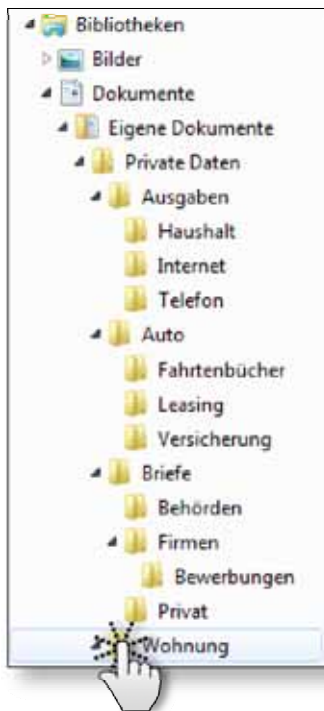 Bibliotheken
Bilder
Dokumente
Eigene Dokumente
Private Daten
Ausgaben
Haushalt
Internet
Telefon
Auto
Fahrtenbücher
Leasing
Versicherung
Briefe
Behörden
Firmen
Bewerbungen
Privat
Wohnung